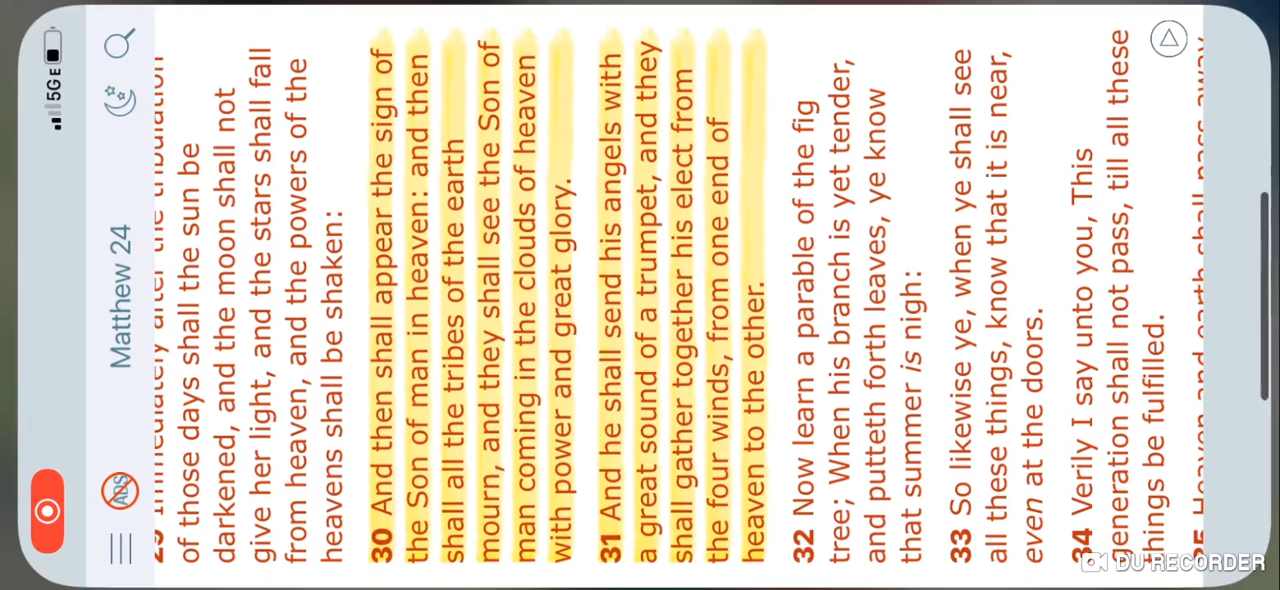 5G E
Matthew 24
ADS
of those days shall the sun be
darkened, and the moon shall not
give her light, and the stars shall fall
from heaven, and the powers of the
heavens shall be shaken:
30 And then shall appear the sign of
the Son of man in heaven: and then
shall all the tribes of the earth
mourn, and they shall see the Son of
man coming in the clouds of heaven
with power and great glory.
31 And he shall send his angels with
a great sound of a trumpet, and they
shall gather together his elect from
the four winds, from one end of
heaven to the other.
32 Now learn a parable of the fig
tree; When his branch is yet tender,
and putteth forth leaves, ye know
that summer is nigh:
33 So likewise ye, when ye shall see
all these things, know that it is near,
even at the doors.
34 Verily I say unto you, This
generation shall not pass, till all these
things be fulfilled.
DU RECORDER